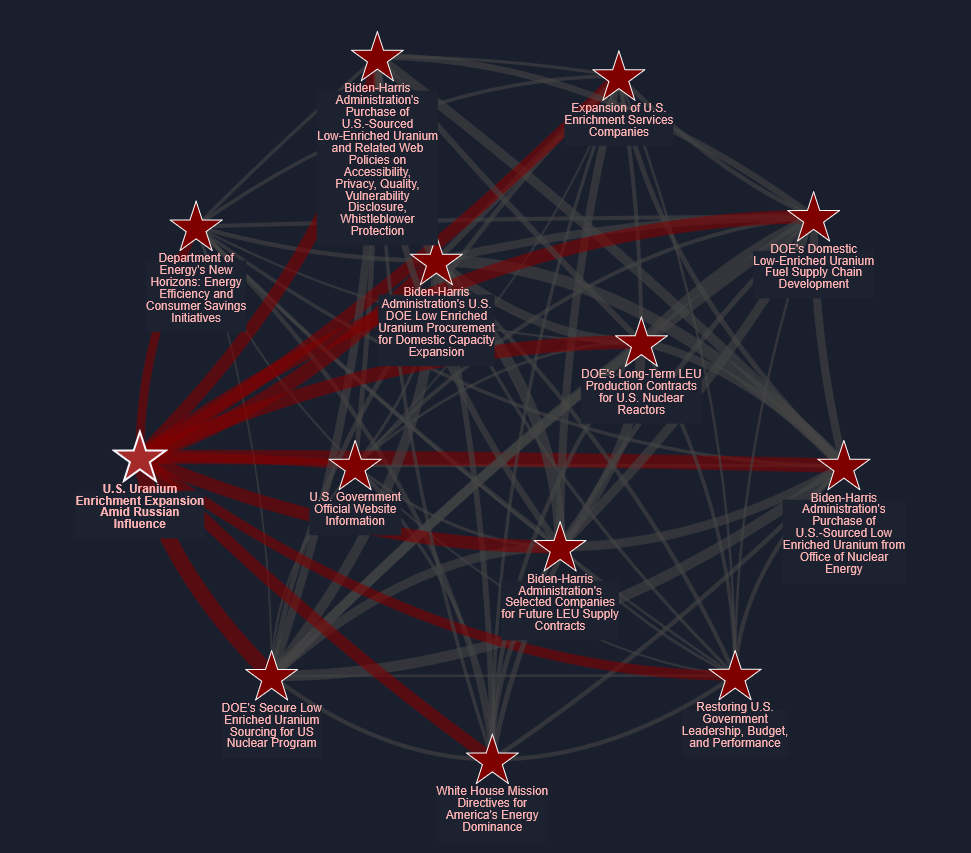 Biden-Harris
Administration's
Purchase of
U.S.-Sourced
Low-Enriched Uranium
and Related Web
Policies on
Accessibility,
Privacy, Quality,
Vulnerability
Disclosure,
Whistleblower
Protection
Expansion of U.S.
Enrichment Services
Companies
Department of
Energy's New
Horizons: Energy
Efficiency and
Consumer Savings
Initiatives
DOE's Domestic
Low-Enriched Uranium
Fuel Supply Chain
Development
Biden-Harris
Administration's U.S.
DOE Low Enriched
Uranium Procurement
for Domestic Capacity
Expansion
DOE's Long-Term LEU
Production Contracts
for U.S. Nuclear
Reactors
U.S. Uranium
Enrichment Expansion
Amid Russian
Influence
U.S. Government
Official Website
Information
Biden-Harris
Administration's
Purchase of
U.S.-Sourced Low
Enriched Uranium from
Office of Nuclear
Energy
Biden-Harris
Administration's
Selected Companies
for Future LEU Supply
Contracts
DOE's Secure Low
Enriched Uranium
Sourcing for US
Nuclear Program
Restoring U.S.
Government
Leadership, Budget,
and Performance
White House Mission
Directives for
America's Energy
Dominance